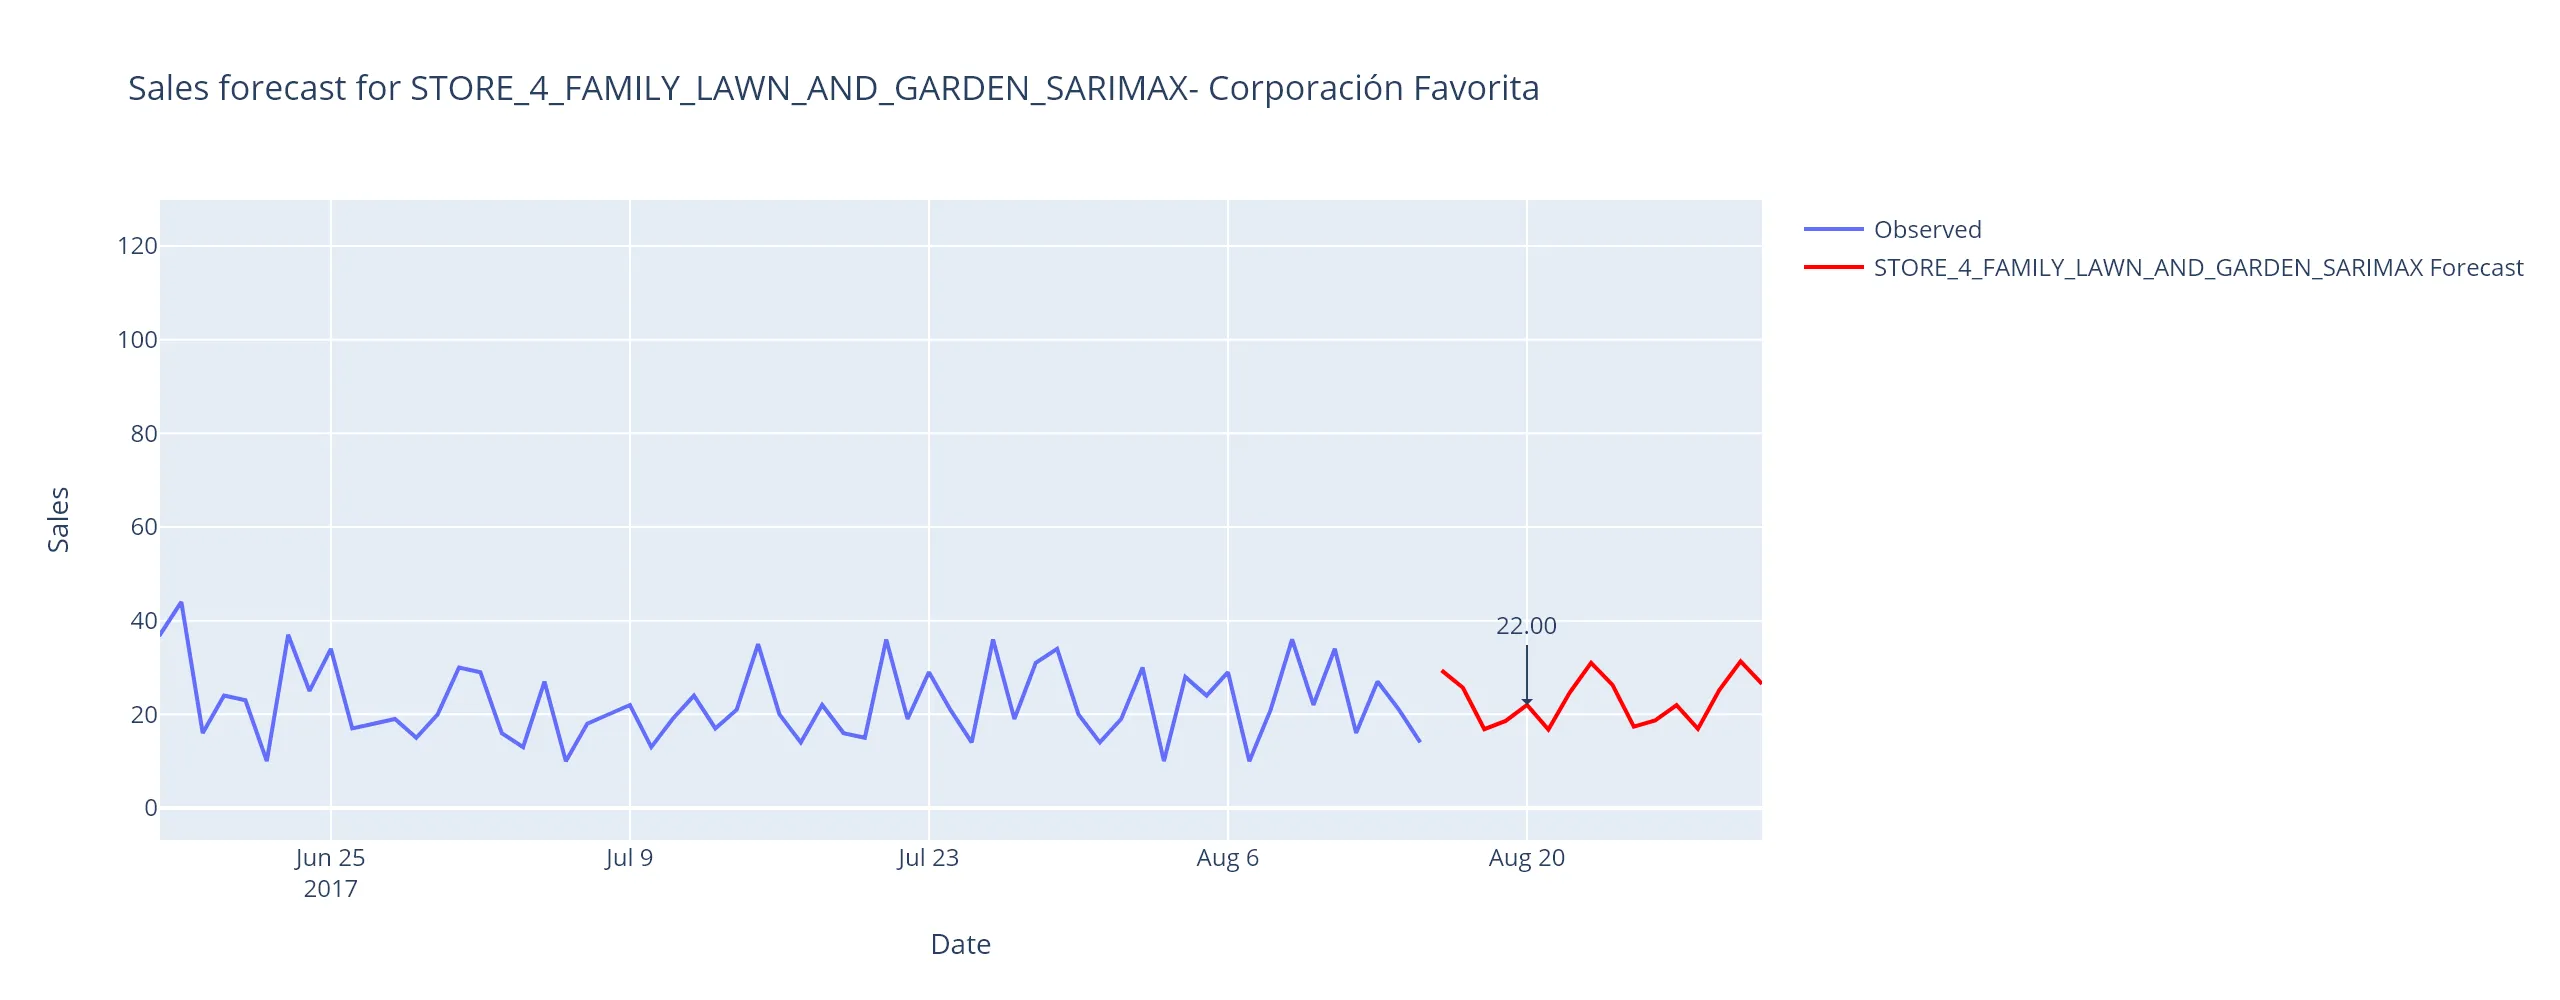 Sales forecast for STORE_4_FAMILY_LAWN_AND_GARDEN_SARIMAX- Corporación Favorita
Observed
STORE_4_FAMILY_LAWN_AND_GARDEN_SARIMAX Forecast
120
100
80
60
40
20
0
Sales
22.00
Jun 25
2017
Jul 9
Jul 23
Aug 6
Aug 20
Date